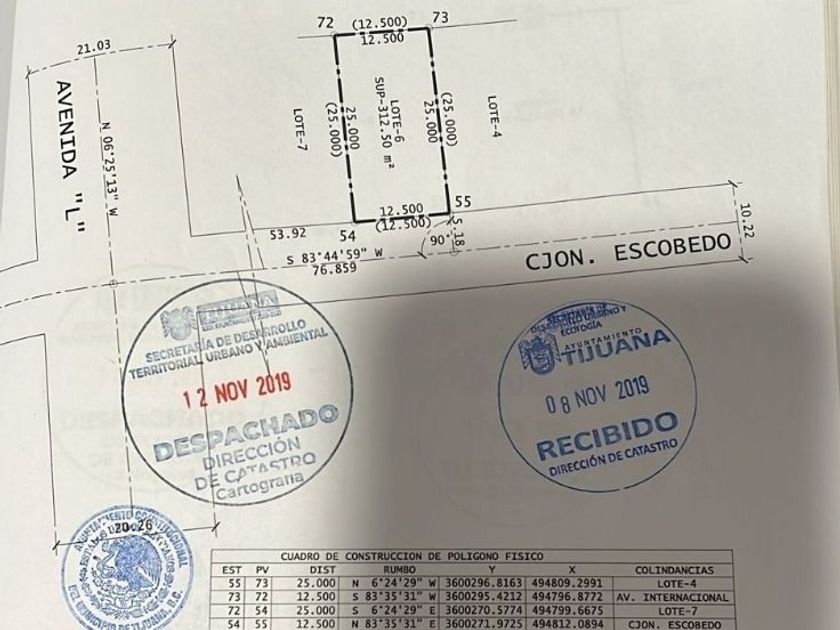 72 (12.500) 73
12.500
21.03
AVENIDA "L"
N 06°25'13" W
LOTE-7
(25.000)
25.000
SUP-312.50 m²
LOTE-6
25.000
(25.000)
LOTE-4
12.500
(12.500)
55
54
53.92
S 83°44'59" W
76.859
90°
5.18
CJON. ESCOBEDO
10.22
SECRETARÍA DE DESARROLLO
TERRITORIAL URBANO Y AMBIENTAL
12 NOV 2019
DESPACHADO
DIRECCIÓN
DE CATASTRO
Cartografía
ECOLOGÍA
AYUNTAMIENTO
TIJUANA
08 NOV 2019
RECIBIDO
DIRECCIÓN DE CATASTRO
20.26
AYUNTAMIENTO CONSTITUCIONAL
DEL MUNICIPIO DE TIJUANA, B.C.
CUADRO DE CONSTRUCCION DE POLIGONO FISICO
EST PV DIST RUMBO Y X COLINDANCIAS
55 73 25.000 N 6°24'29" W 3600296.8163 494809.2991 LOTE-4
73 72 12.500 S 83°35'31" W 3600295.4212 494796.8772 AV. INTERNACIONAL
72 54 25.000 S 6°24'29" E 3600270.5774 494799.6675 LOTE-7
54 55 12.500 N 83°35'31" E 3600271.9725 494812.0894 CJON. ESCOBEDO